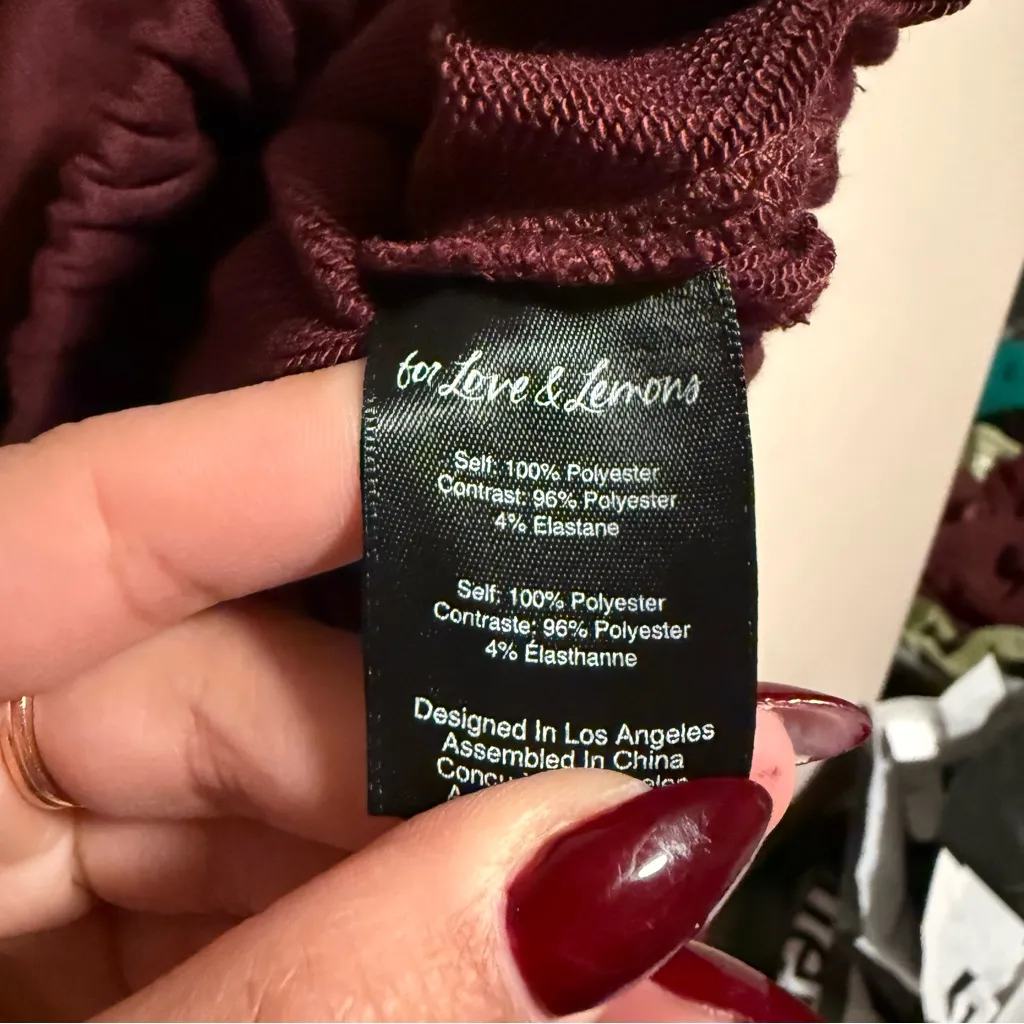 for Love & Lemons
Self: 100% Polyester
Contrast: 96% Polyester
4% Elastane
Self: 100% Polyester
Contraste: 96% Polyester
4% Élasthanne
Designed In Los Angeles
Assembled In China